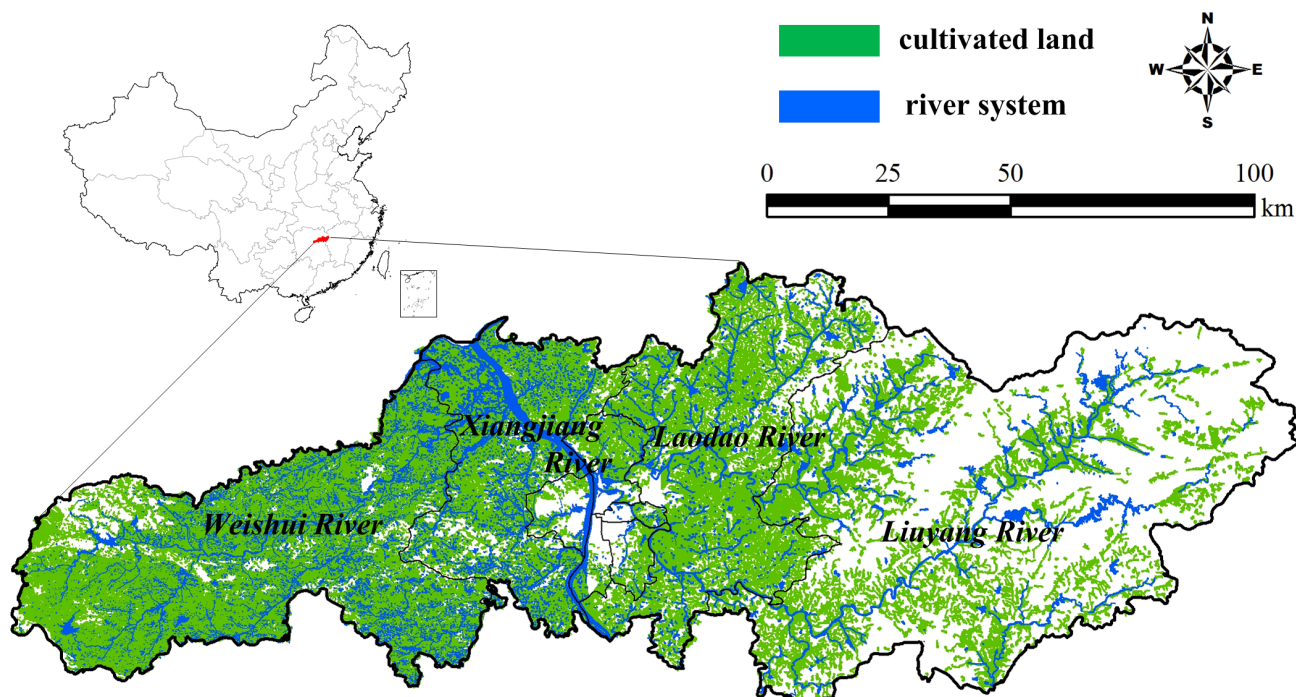 cultivated land
river system
N
W
E
S
0
25
50
100
km
Xiangjiang
River
Laodao River
Weishui River
Liuyang River